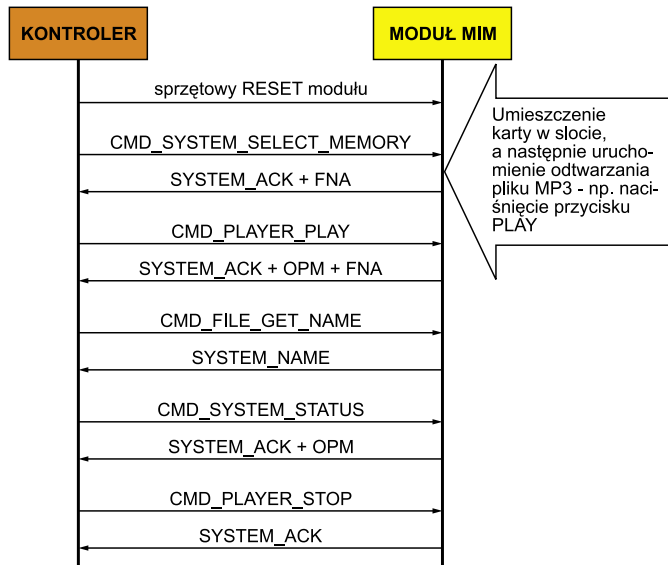 KONTROLER
MODUŁ MIM
sprzętowy RESET modułu
CMD_SYSTEM_SELECT_MEMORY
SYSTEM_ACK + FNA
CMD_PLAYER_PLAY
SYSTEM_ACK + OPM + FNA
CMD_FILE_GET_NAME
SYSTEM_NAME
CMD_SYSTEM_STATUS
SYSTEM_ACK + OPM
CMD_PLAYER_STOP
SYSTEM_ACK
Umieszczenie
karty w slocie,
a następnie urucho-
mienie odtwarzania
pliku MP3 - np. naci-
śnięcie przycisku
PLAY